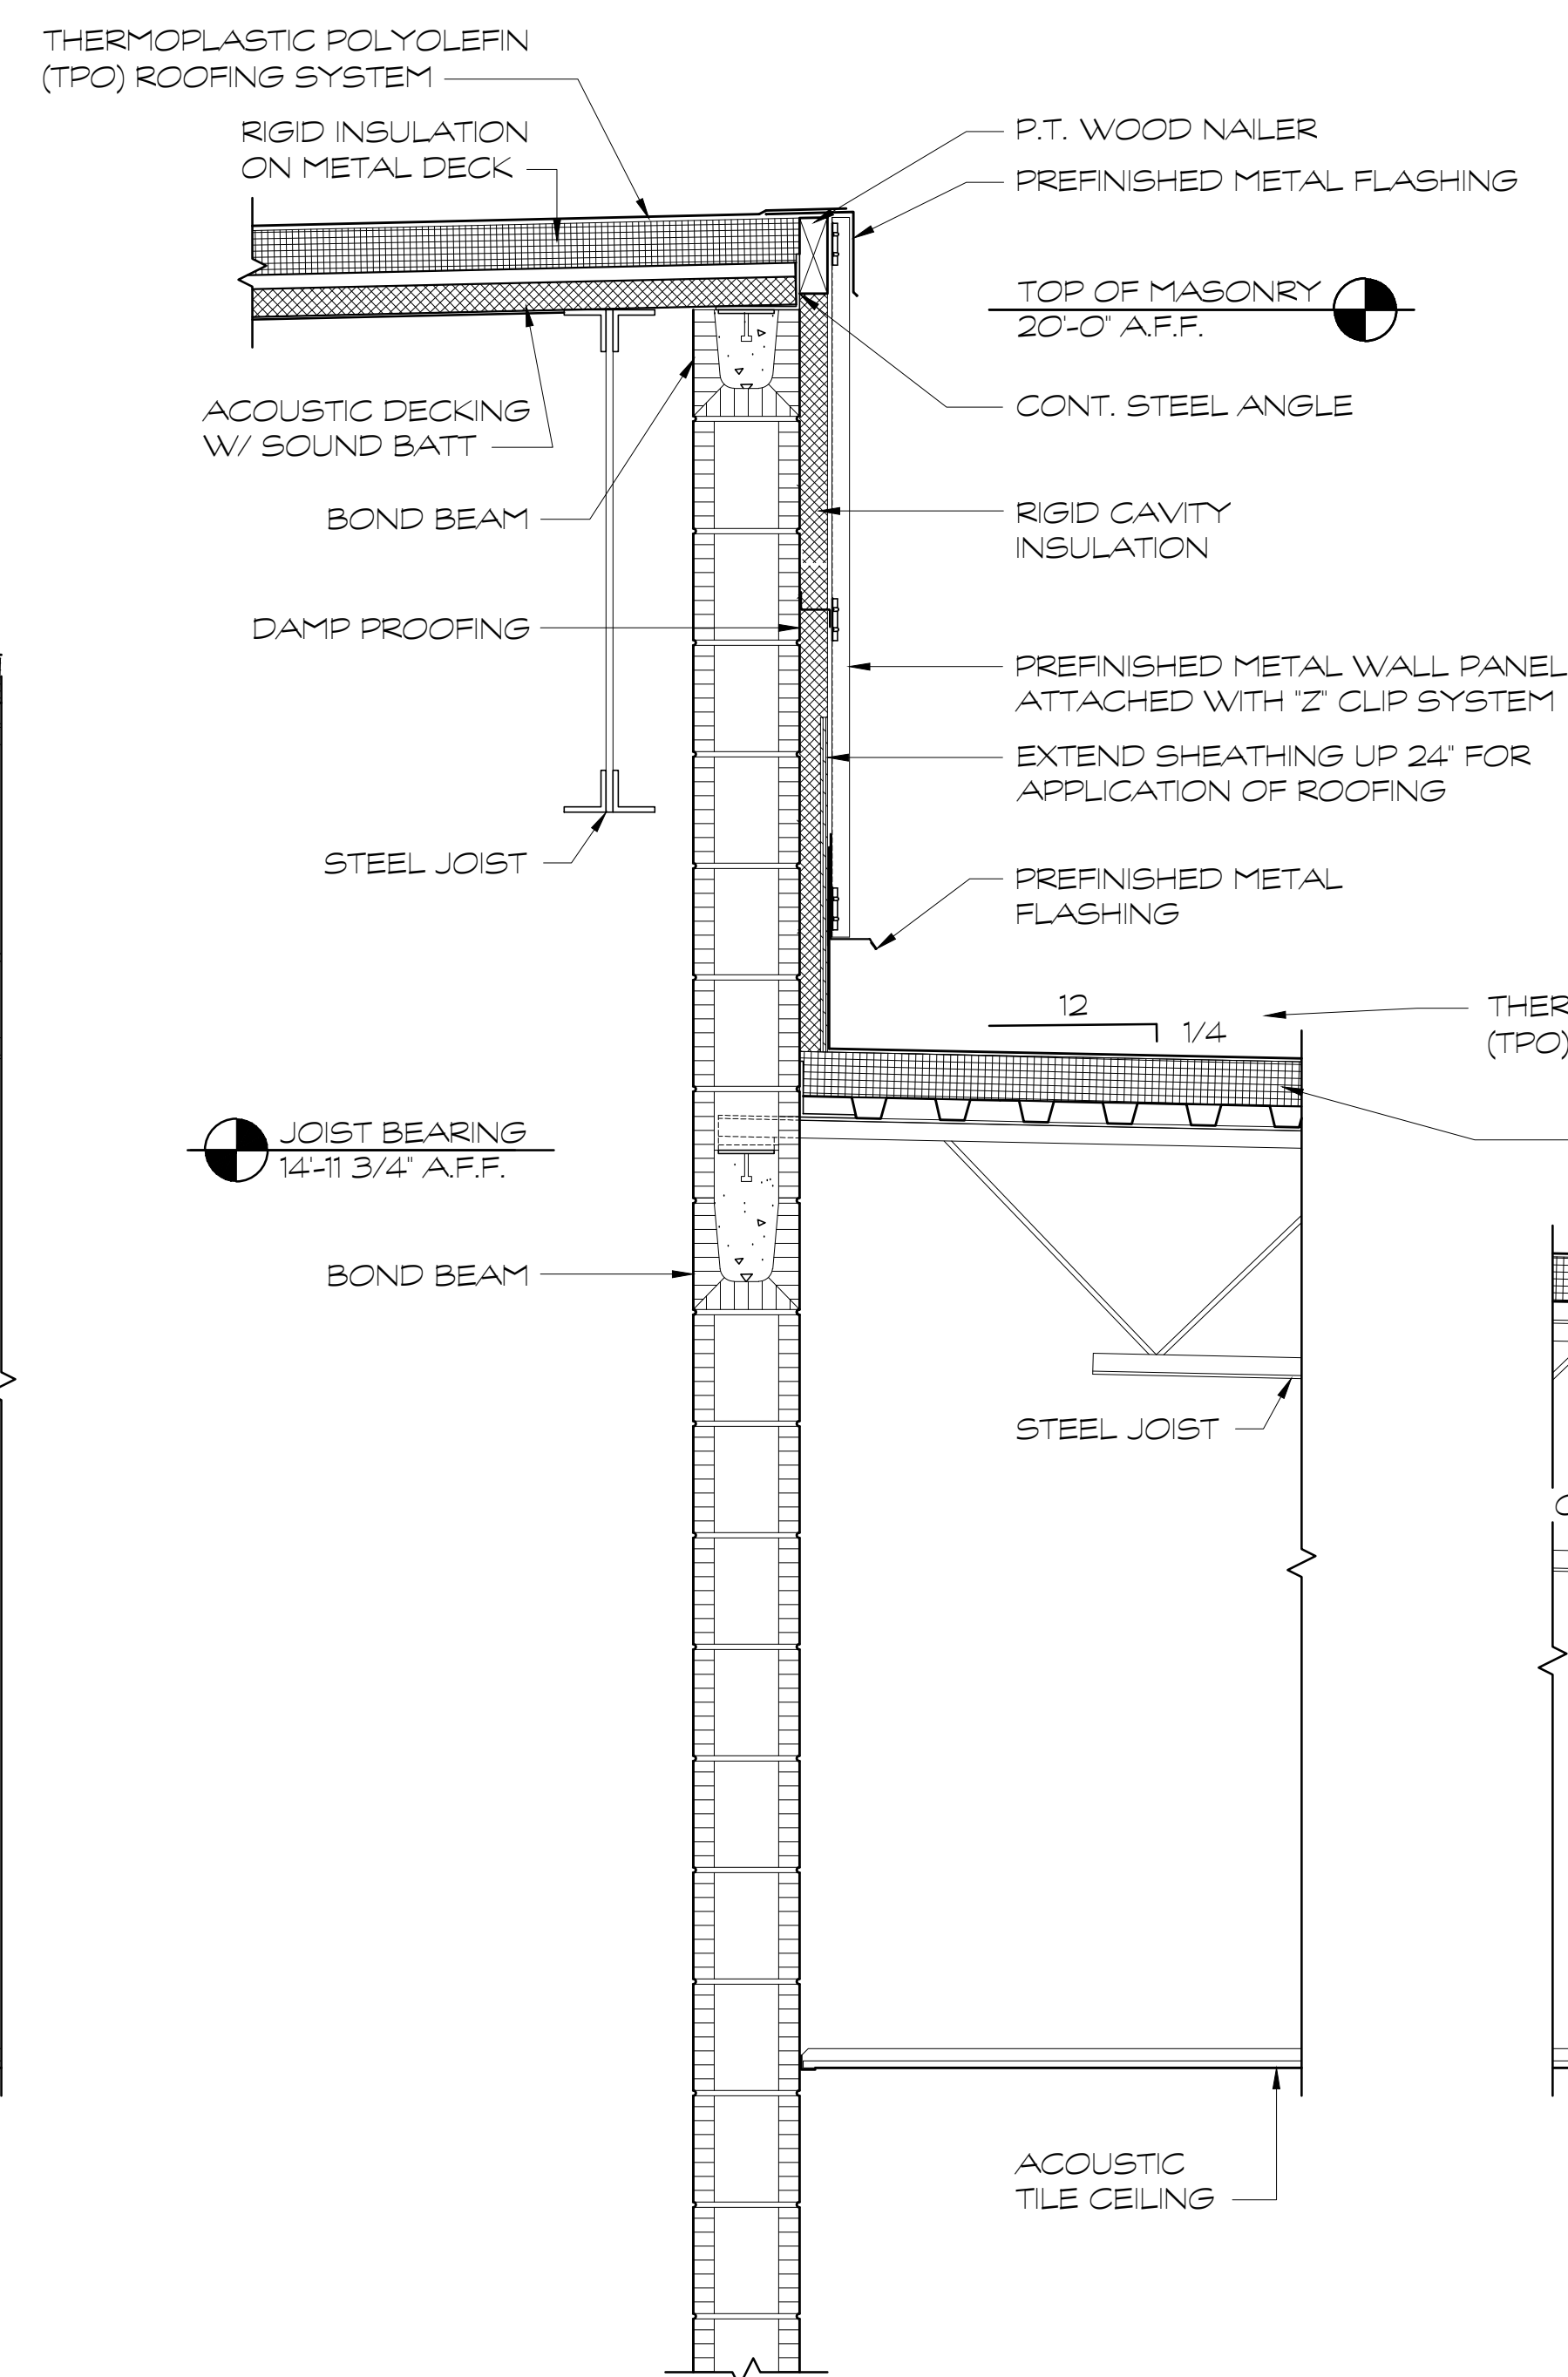 THERMOPLASTIC POLYOLEFIN
(TPO) ROOFING SYSTEM
RIGID INSULATION
ON METAL DECK
P.T. WOOD NAILER
PREFINISHED METAL FLASHING
TOP OF MASONRY
20'-0" A.F.F.
ACOUSTIC DECKING
W/ SOUND BATT
CONT. STEEL ANGLE
BOND BEAM
RIGID CAVITY
INSULATION
DAMP PROOFING
PREFINISHED METAL WALL PANEL
ATTACHED WITH "Z" CLIP SYSTEM
EXTEND SHEATHING UP 24" FOR
APPLICATION OF ROOFING
STEEL JOIST
PREFINISHED METAL
FLASHING
12
1/4
(TPO)
JOIST BEARING
14'-11 3/4" A.F.F.
BOND BEAM
STEEL JOIST
ACOUSTIC
TILE CEILING